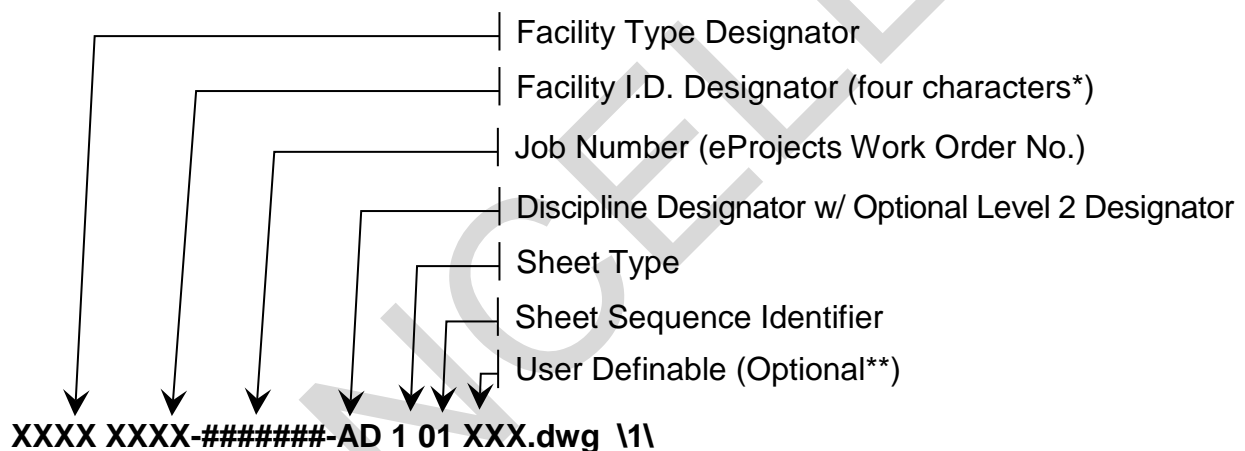 Facility Type Designator
Facility I.D. Designator (four characters*)
Job Number (eProjects Work Order No.)
Discipline Designator w/ Optional Level 2 Designator
Sheet Type
Sheet Sequence Identifier
User Definable (Optional**)
XXXX XXXX-#######-AD 1 01 XXX.dwg \1\
NCELL